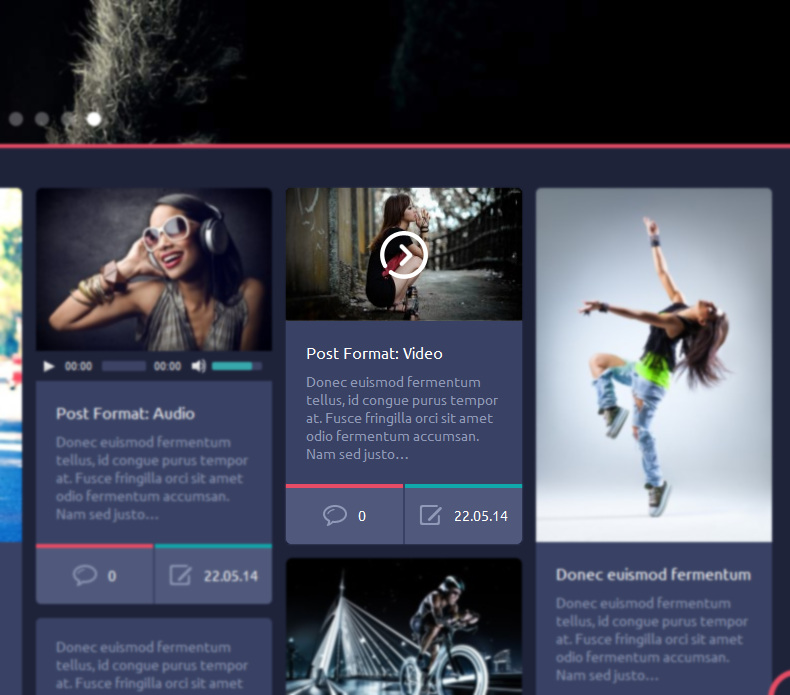 00:00 00:00
Post Format: Audio
Donec euismod fermentum
tellus, id congue purus tempor
at. Fusce fringilla orci sit amet
odio fermentum accumsan.
Nam sed justo…
0 22.05.14
Donec euismod fermentum
tellus, id congue purus tempor
at. Fusce fringilla orci sit amet
Post Format: Video
Donec euismod fermentum
tellus, id congue purus tempor
at. Fusce fringilla orci sit amet
odio fermentum accumsan.
Nam sed justo…
0 22.05.14
Donec euismod fermentum
Donec euismod fermentum
tellus, id congue purus tempor
at. Fusce fringilla orci sit amet
odio fermentum accumsan.
Nam sed justo…